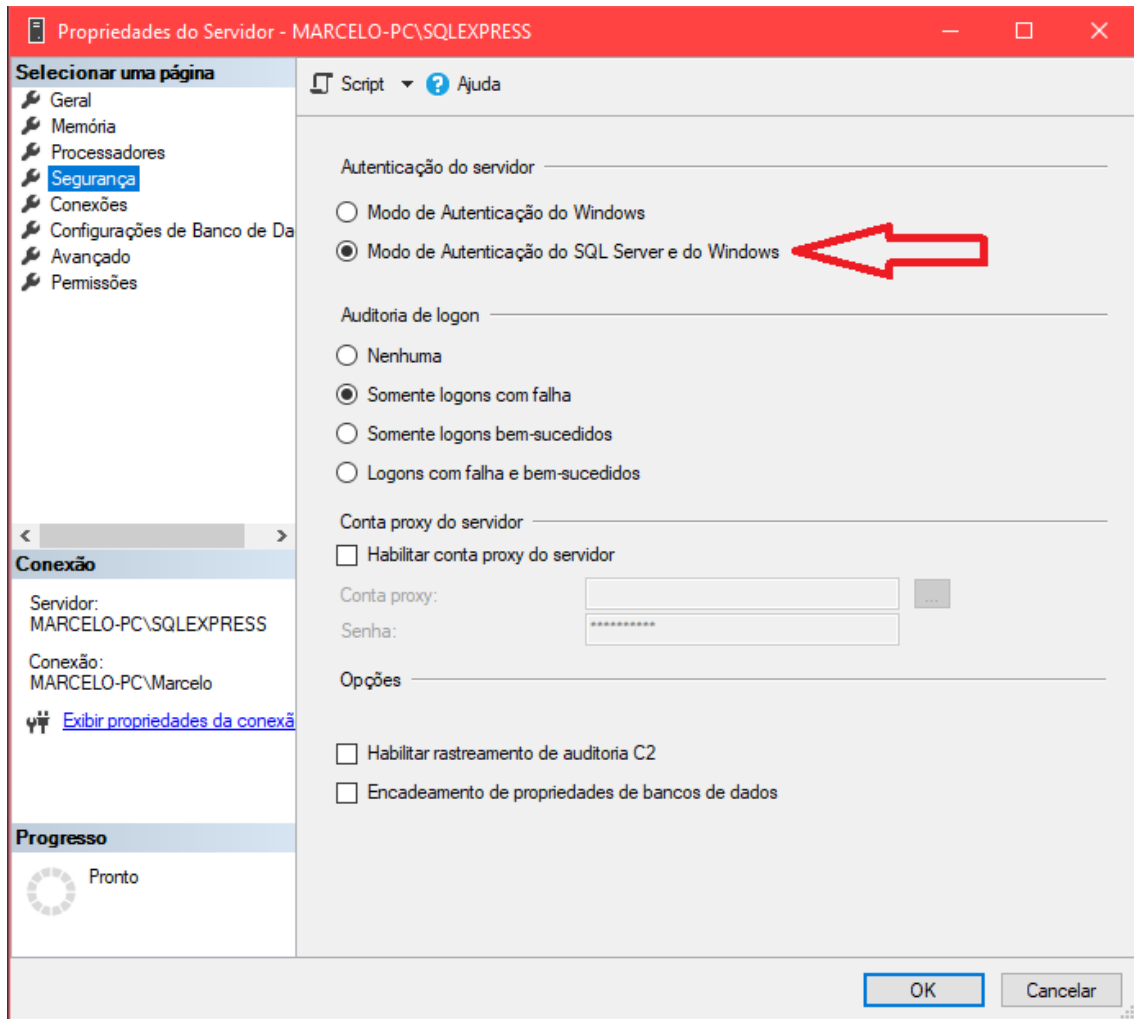 Propriedades do Servidor - MARCELO-PC\SQLEXPRESS
Selecionar uma página
Geral
Memória
Processadores
Segurança
Conexões
Configurações de Banco de Da
Avançado
Permissões
Script
Ajuda
Autenticação do servidor
Modo de Autenticação do Windows
Modo de Autenticação do SQL Server e do Windows
Auditoria de logon
Nenhuma
Somente logons com falha
Somente logons bem-sucedidos
Logons com falha e bem-sucedidos
Conta proxy do servidor
Habilitar conta proxy do servidor
Conta proxy:
...
Senha:
**********
Opções
Habilitar rastreamento de auditoria C2
Encadeamento de propriedades de bancos de dados
Conexão
Servidor:
MARCELO-PC\SQLEXPRESS
Conexão:
MARCELO-PC\Marcelo
Exibir propriedades da conexã
Progresso
Pronto
OK
Cancelar